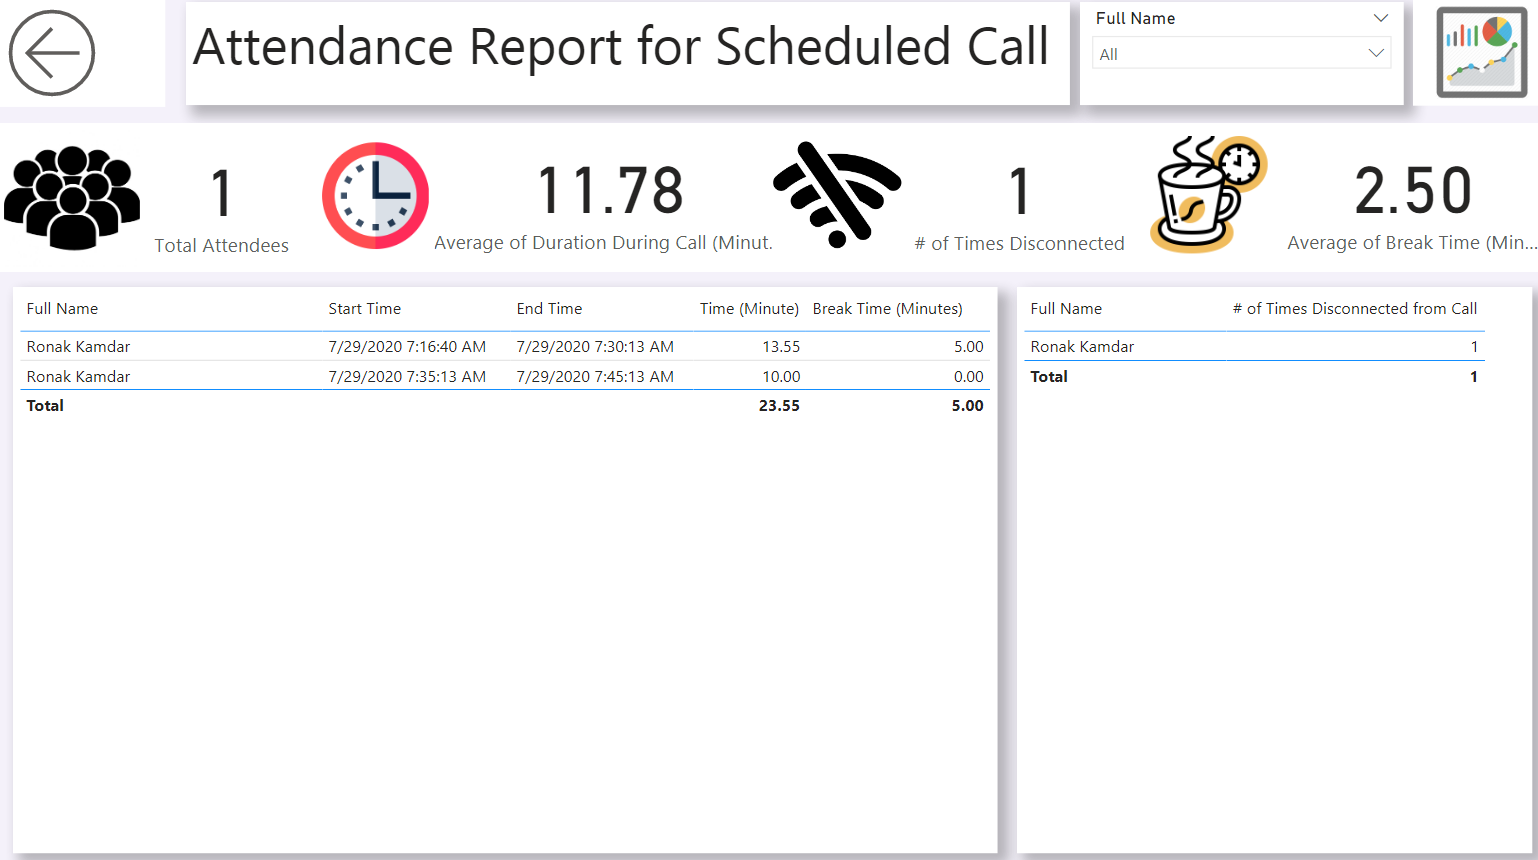 Attendance Report for Scheduled Call
Full Name
All
1
Total Attendees
11.78
Average of Duration During Call (Minut.
1
# of Times Disconnected
2.50
Average of Break Time (Min...
Full Name Start Time End Time Time (Minute) Break Time (Minutes)
Ronak Kamdar 7/29/2020 7:16:40 AM 7/29/2020 7:30:13 AM 13.55 5.00
Ronak Kamdar 7/29/2020 7:35:13 AM 7/29/2020 7:45:13 AM 10.00 0.00
Total 23.55 5.00
Full Name # of Times Disconnected from Call
Ronak Kamdar 1
Total 1